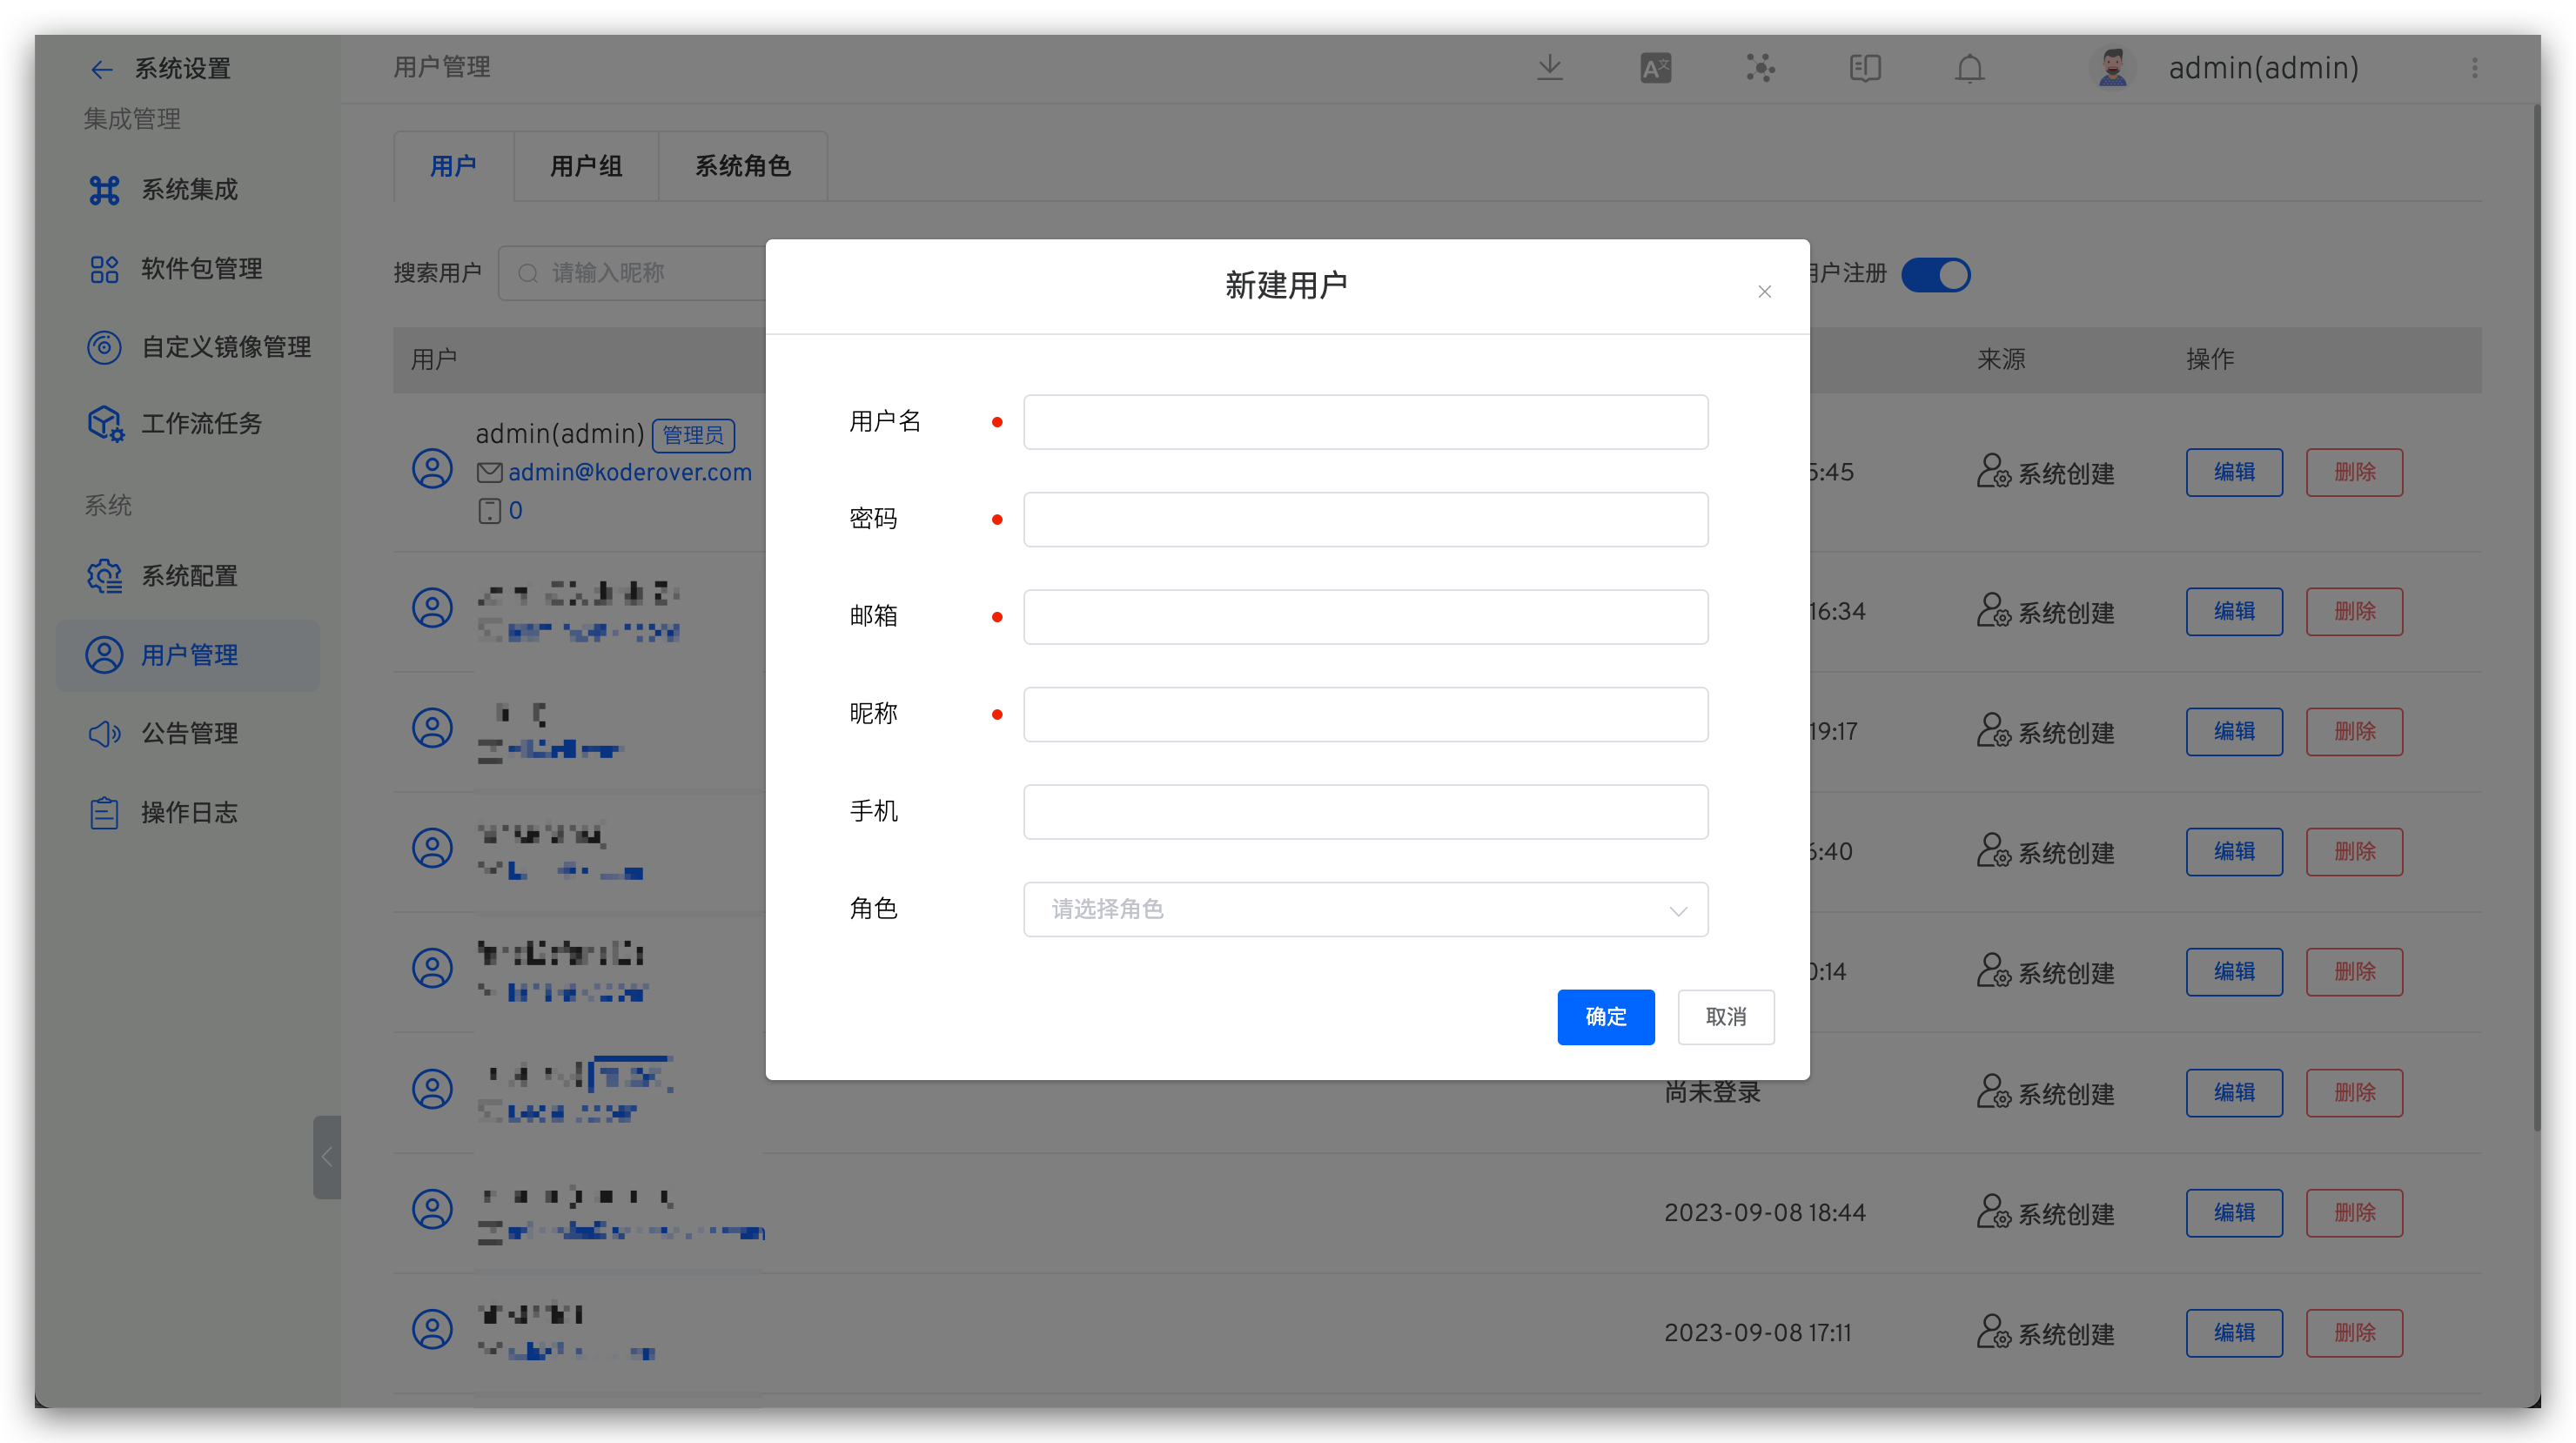 系统设置
集成管理
系统集成
软件包管理
自定义镜像管理
工作流任务
系统
系统配置
用户管理
公告管理
操作日志
用户管理
admin(admin)
用户 用户组 系统角色
搜索用户 请输入昵称
户注册
用户 来源 操作
admin(admin) 管理员
admin@koderover.com
0
5:45 系统创建 编辑 删除
16:34 系统创建 编辑 删除
19:17 系统创建 编辑 删除
:40 系统创建 编辑 删除
0:14 系统创建 编辑 删除
尚未登录 系统创建 编辑 删除
2023-09-08 18:44 系统创建 编辑 删除
2023-09-08 17:11 系统创建 编辑 删除
新建用户
用户名
密码
邮箱
昵称
手机
角色 请选择角色
确定 取消